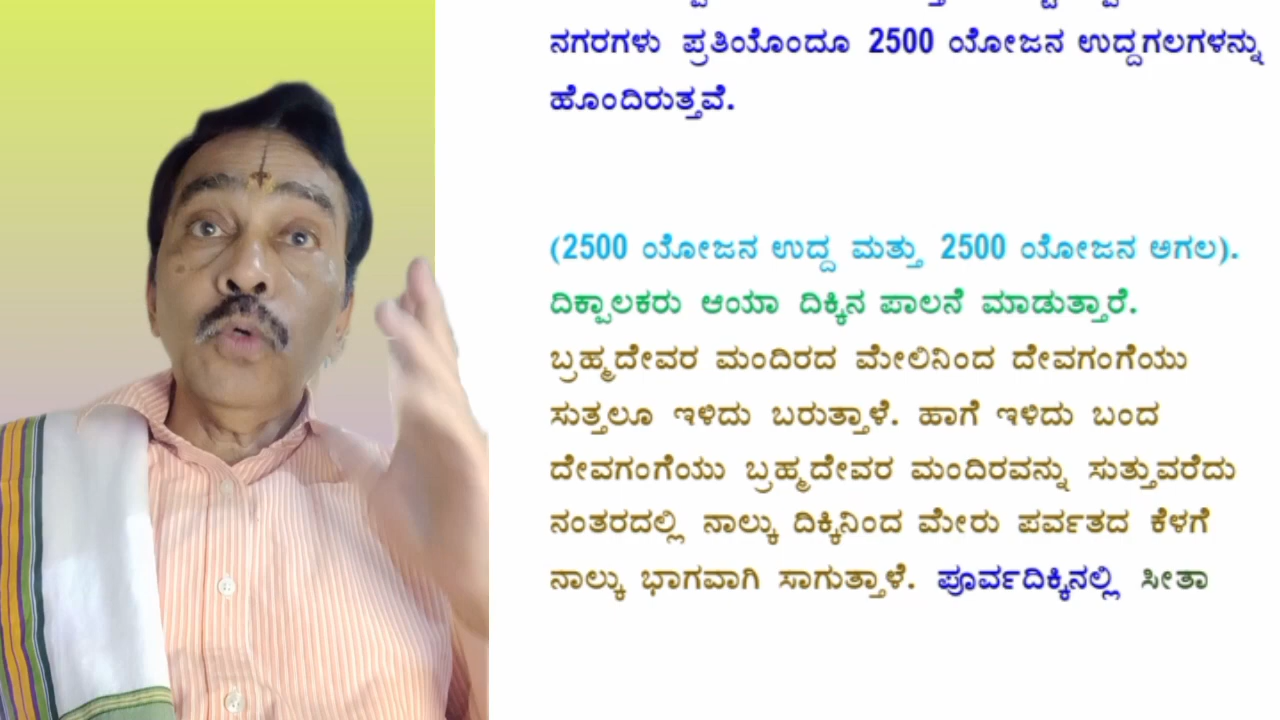 ನಗರಗಳು ಪ್ರತಿಯೊಂದೂ 2500 ಯೋಜನ ಉದ್ದಗಲಗಳನ್ನು
ಹೊಂದಿರುತ್ತವೆ.
(2500 ಯೋಜನ ಉದ್ದ ಮತ್ತು 2500 ಯೋಜನ ಅಗಲ).
ದಿಕ್ಪಾಲಕರು ಆಯಾ ದಿಕ್ಕಿನ ಪಾಲನೆ ಮಾಡುತ್ತಾರೆ.
ಬ್ರಹ್ಮದೇವರ ಮಂದಿರದ ಮೇಲಿನಿಂದ ದೇವಗಂಗೆಯು
ಸುತ್ತಲೂ ಇಳಿದು ಬರುತ್ತಾಳೆ. ಹಾಗೆ ಇಳಿದು ಬಂದ
ದೇವಗಂಗೆಯು ಬ್ರಹ್ಮದೇವರ ಮಂದಿರವನ್ನು ಸುತ್ತುವರೆದು
ನಂತರದಲ್ಲಿ ನಾಲ್ಕು ದಿಕ್ಕಿನಿಂದ ಮೇರು ಪರ್ವತದ ಕೆಳಗೆ
ನಾಲ್ಕು ಭಾಗವಾಗಿ ಸಾಗುತ್ತಾಳೆ. ಪೂರ್ವದಿಕ್ಕಿನಲ್ಲಿ ಸೀತಾ